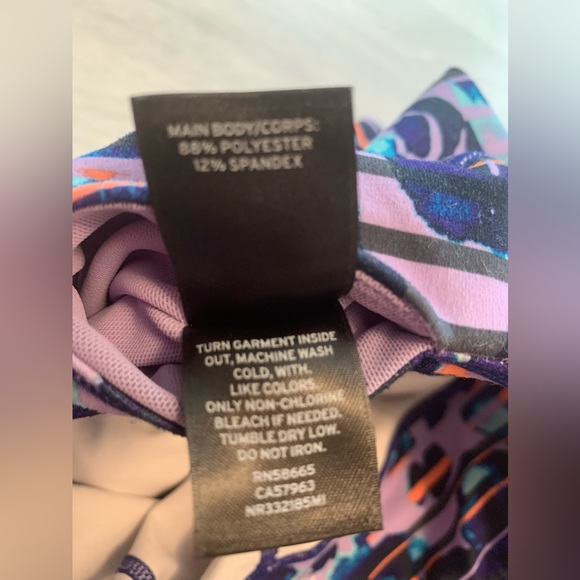 MAIN BODY/CORPS:
88% POLYESTER
12% SPANDEX
TURN GARMENT INSIDE
OUT, MACHINE WASH
COLD, WITH.
LIKE COLORS.
ONLY NON-CHLORINE
BLEACH IF NEEDED.
TUMBLE DRY LOW.
DO NOT IRON.
RN58665
CA57963
NR332185MI